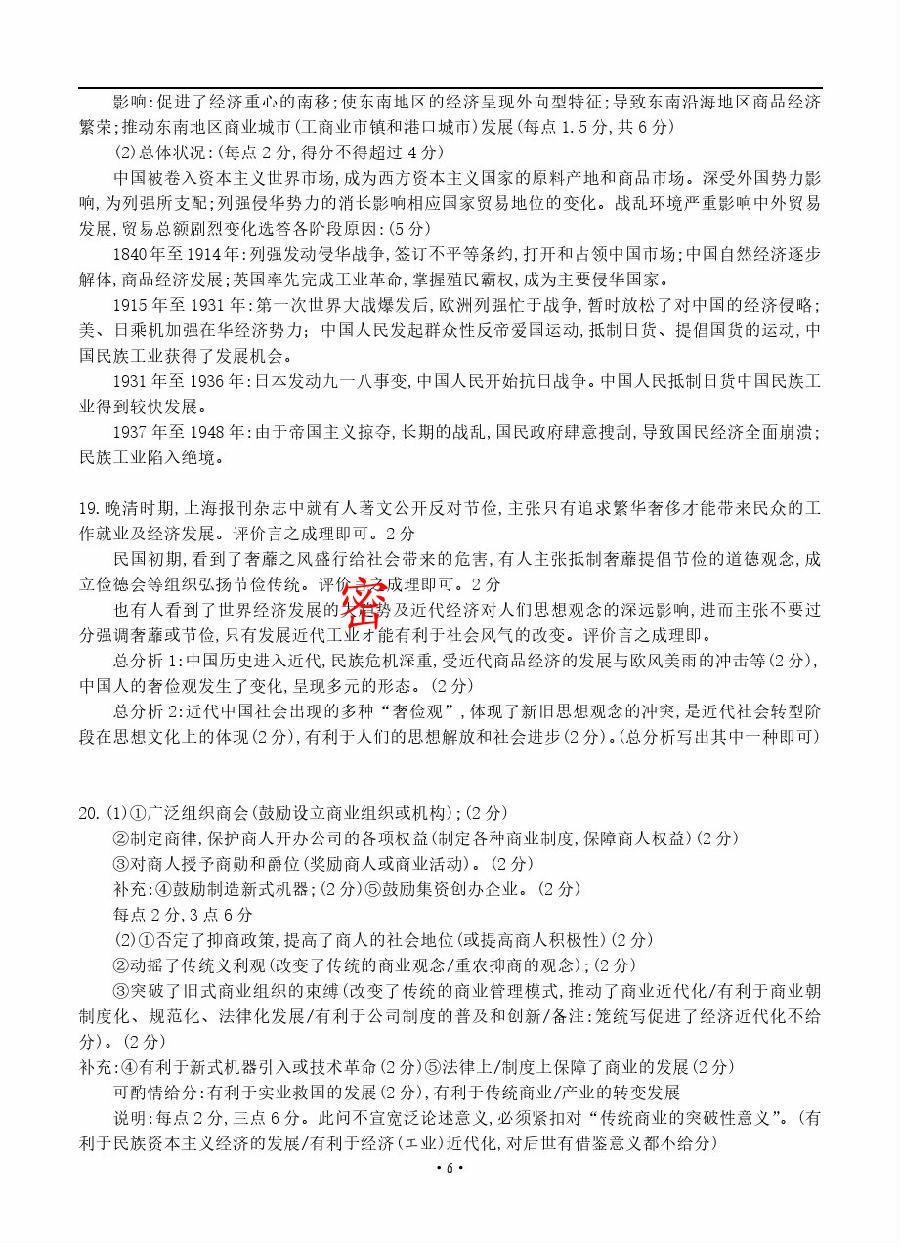 影响:促进了经济重心的南移;使东南地区的经济呈现外向型特征;导致东南沿海地区商品经济
繁荣;推动东南地区商业城市(工商业市镇和港口城市)发展(每点1.5分,共6分)
(2)总体状况:(每点2分,得分不得超过4分)
中国被卷入资本主义世界市场,成为西方资本主义国家的原料产地和商品市场。深受外国势力影
响,为列强所支配;列强侵华势力的消长影响相应国家贸易地位的变化。战乱环境严重影响中外贸易
发展,贸易总额剧烈变化选答各阶段原因:(5分)
1840年至1914年:列强发动侵华战争,签订不平等条约,打开和占领中国市场;中国自然经济逐步
解体,商品经济发展;英国率先完成工业革命,掌握殖民霸权,成为主要侵华国家。
1915年至1931年:第一次世界大战爆发后,欧洲列强忙于战争,暂时放松了对中国的经济侵略;
美、日乘机加强在华经济势力;中国人民发起群众性反帝爱国运动,抵制日货、提倡国货的运动,中
国民族工业获得了发展机会。
1931年至1936年:日本发动九一八事变,中国人民开始抗日战争。中国人民抵制日货中国民族工
业得到较快发展。
1937年至1948年:由于帝国主义掠夺,长期的战乱,国民政府肆意搜刮,导致国民经济全面崩溃;
民族工业陷入绝境。
19.晚清时期,上海报刊杂志中就有人著文公开反对节俭,主张只有追求繁华奢侈才能带来民众的工
作就业及经济发展。评价言之成理即可。2分
民国初期,看到了奢靡之风盛行给社会带来的危害,有人主张抵制奢靡提倡节俭的道德观念,成
立俭德会等组织弘扬节俭传统。评价言之成理即可。2分
也有人看到了世界经济发展的大趋势及近代经济对人们思想观念的深远影响,进而主张不要过
分强调奢靡或节俭,只有发展近代工业才能有利于社会风气的改变。评价言之成理即。
总分析1:中国历史进入近代,民族危机深重,受近代商品经济的发展与欧风美雨的冲击等(2分),
中国人的奢俭观发生了变化,呈现多元的形态。(2分)
总分析2:近代中国社会出现的多种“奢俭观”,体现了新旧思想观念的冲突,是近代社会转型阶
段在思想文化上的体现(2分),有利于人们的思想解放和社会进步(2分)。(总分析写出其中一种即可)
密
20.(1)①广泛组织商会(鼓励设立商业组织或机构);(2分)
②制定商律,保护商人开办公司的各项权益(制定各种商业制度,保障商人权益)(2分)
③对商人授予商勋和爵位(奖励商人或商业活动)。(2分)
补充:④鼓励制造新式机器;(2分)⑤鼓励集资创办企业。(2分)
每点2分,3点6分
(2)①否定了抑商政策,提高了商人的社会地位(或提高商人积极性)(2分)
②动摇了传统义利观(改变了传统的商业观念/重农抑商的观念);(2分)
③突破了旧式商业组织的束缚(改变了传统的商业管理模式,推动了商业近代化/有利于商业朝
制度化、规范化、法律化发展/有利于公司制度的普及和创新/备注:笼统写促进了经济近代化不给
分)。(2分)
补充:④有利于新式机器引入或技术革命(2分)⑤法律上/制度上保障了商业的发展(2分)
可酌情给分:有利于实业救国的发展(2分),有利于传统商业/产业的转变发展
说明:每点2分,三点6分。此问不宜宽泛论述意义,必须紧扣对“传统商业的突破性意义”。(有
利于民族资本主义经济的发展/有利于经济(工业)近代化,对后世有借鉴意义都不给分)
·6·